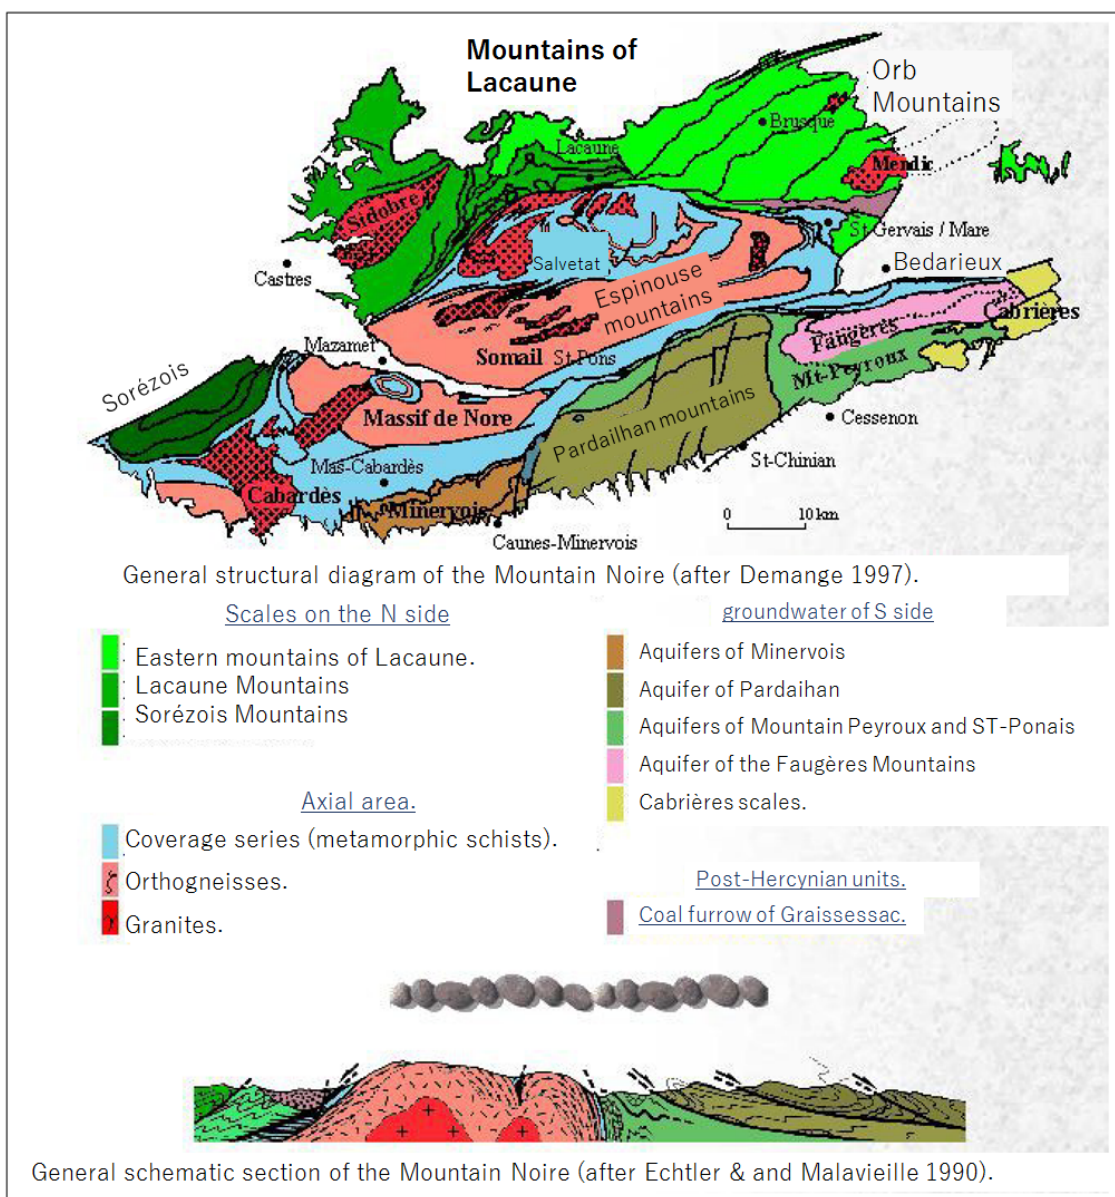 Mountains of
Lacaune
Orb
Mountains
Brusque
Lacaune
Mendic
Sidobre
St Gervais / Mare
Salvetat
Castres
Bedarieux
Espinouse
mountains
Cabrières
Faugères
Mazamet
Somail St-Pons
Mt-Peyroux
Sorézois
Massif de Nore
Pardailhan mountains
Cessenon
St-Chinian
Mas-Cabardès
Cabardès
Minervois
0 10 km
Caunes-Minervois
General structural diagram of the Mountain Noire (after Demange 1997).
Scales on the N side
Eastern mountains of Lacaune.
Lacaune Mountains
Sorézois Mountains
groundwater of S side
Aquifers of Minervois
Aquifer of Pardaihan
Aquifers of Mountain Peyroux and ST-Ponais
Aquifer of the Faugères Mountains
Cabrières scales.
Axial area.
Coverage series (metamorphic schists).
Orthogneisses.
Granites.
Post-Hercynian units.
Coal furrow of Graissessac.
General schematic section of the Mountain Noire (after Echtler & and Malavieille 1990).